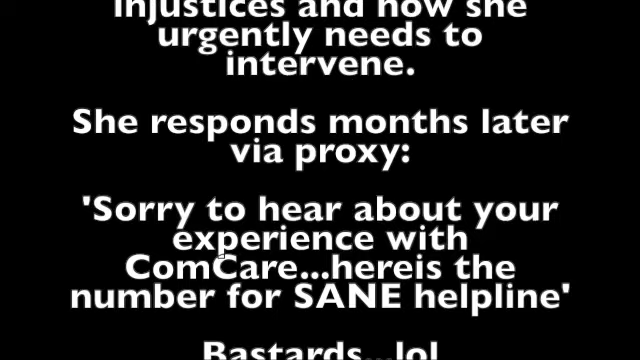 injustices and how she
urgently needs to
intervene.
She responds months later
via proxy:
'Sorry to hear about your
experience with
ComCare...hereis the
number for SANE helpline'
Bastards...lol